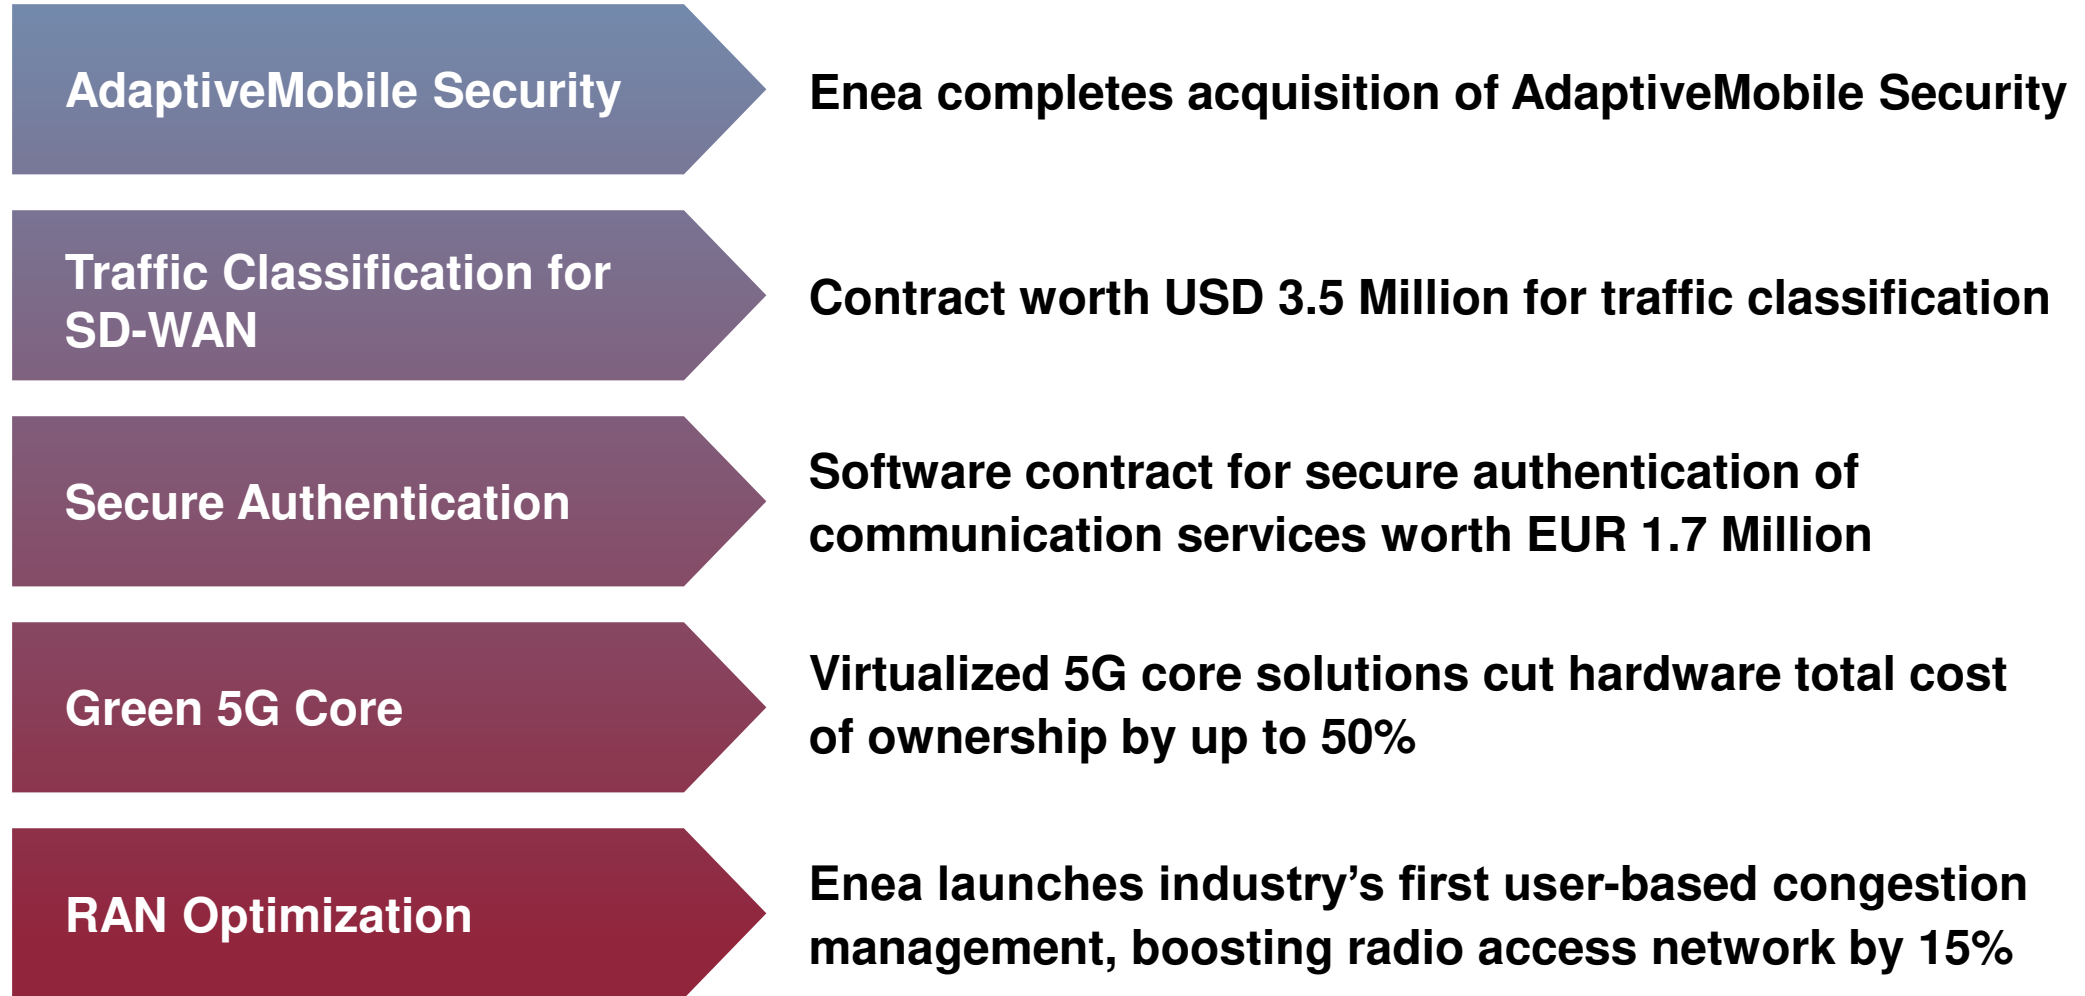 AdaptiveMobile Security
Enea completes acquisition of AdaptiveMobile Security
Traffic Classification for
SD-WAN
Contract worth USD 3.5 Million for traffic classification
Secure Authentication
Software contract for secure authentication of
communication services worth EUR 1.7 Million
Green 5G Core
Virtualized 5G core solutions cut hardware total cost
of ownership by up to 50%
RAN Optimization
Enea launches industry’s first user-based congestion
management, boosting radio access network by 15%